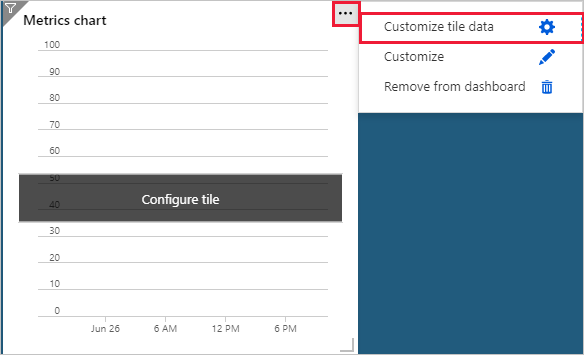 Metrics chart
...
Customize tile data
Customize
Remove from dashboard
100
90
80
70
60
50
Configure tile
40
30
20
10
0
Jun 26 6 AM 12 PM 6 PM